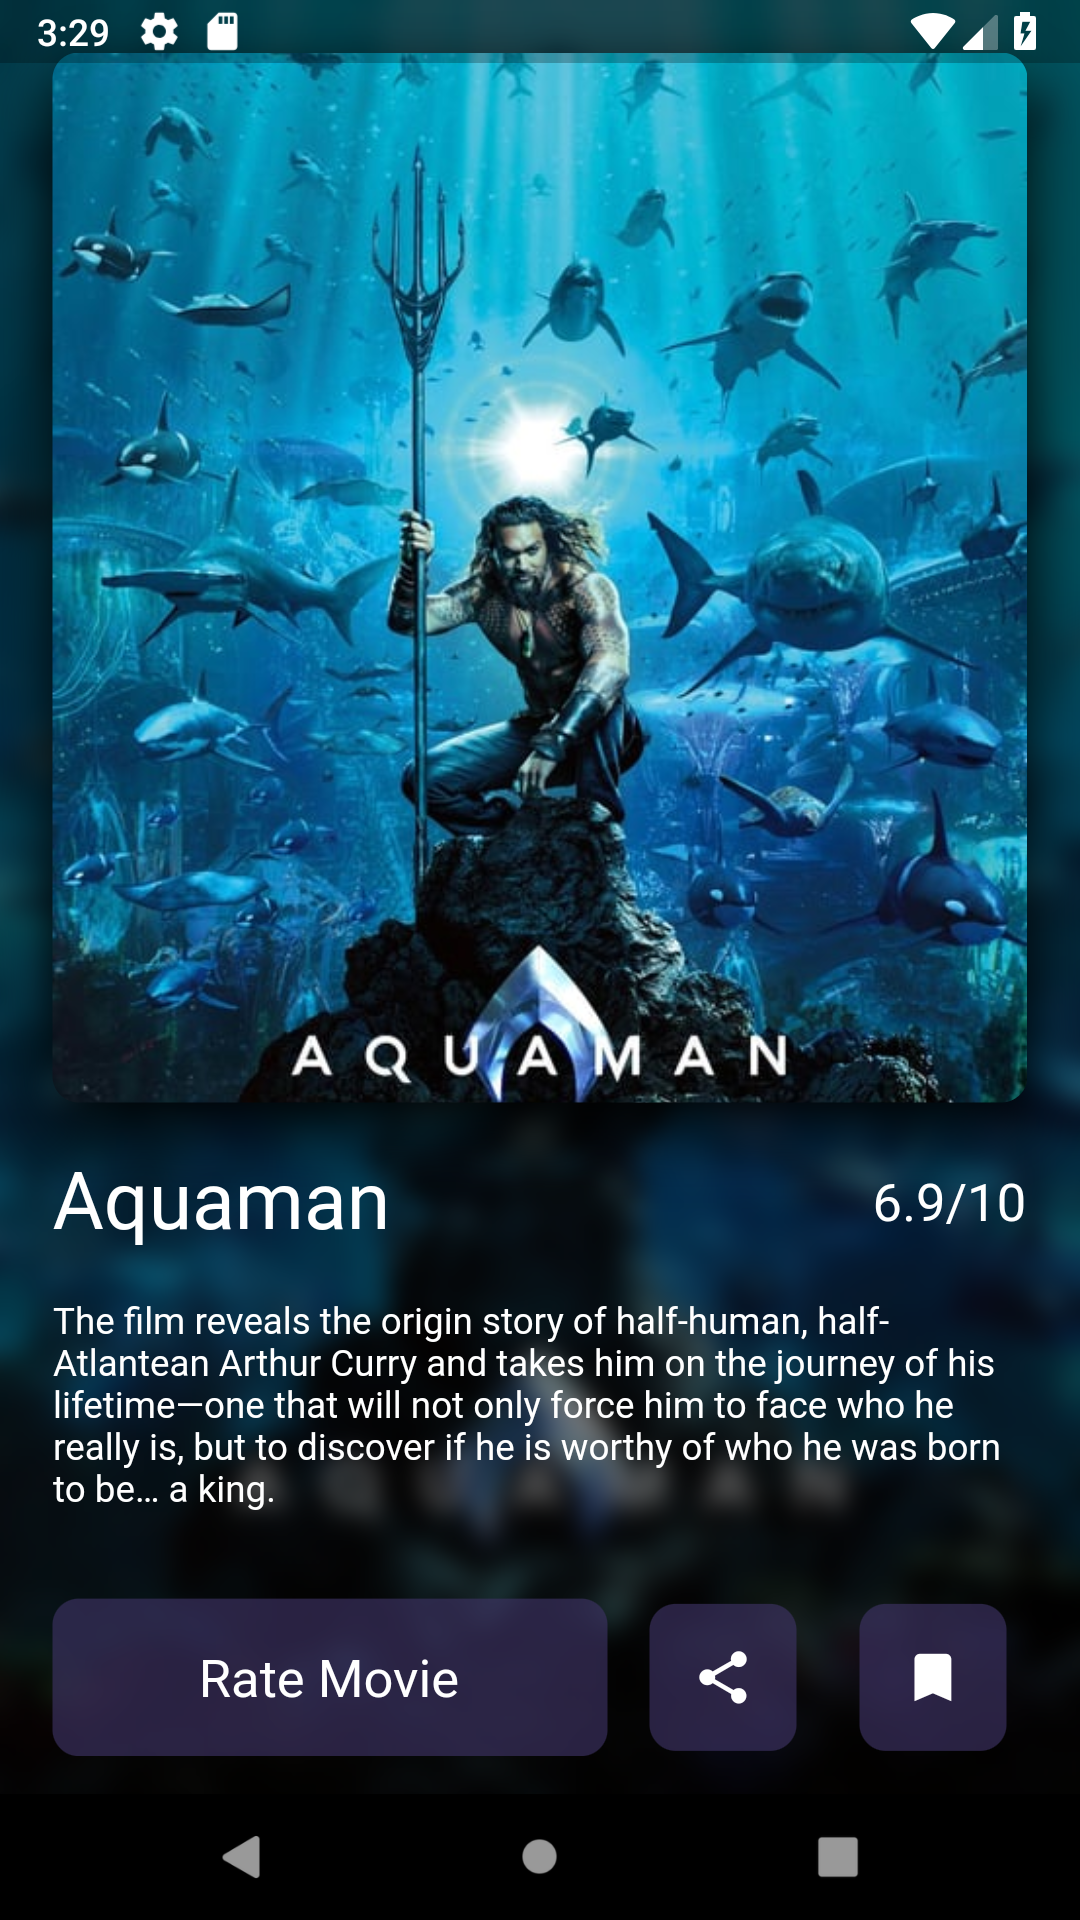 3:29
AQUAMAN
Aquaman
6.9/10
The film reveals the origin story of half-human, half-
Atlantean Arthur Curry and takes him on the journey of his
lifetime—one that will not only force him to face who he
really is, but to discover if he is worthy of who he was born
to be… a king.
Rate Movie